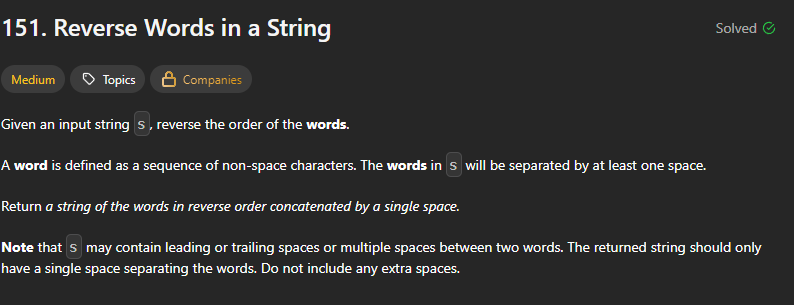 151. Reverse Words in a String
Solved
Medium
Topics
Companies
Given an input string s, reverse the order of the words.
A word is defined as a sequence of non-space characters. The words in s will be separated by at least one space.
Return a string of the words in reverse order concatenated by a single space.
Note that s may contain leading or trailing spaces or multiple spaces between two words. The returned string should only
have a single space separating the words. Do not include any extra spaces.